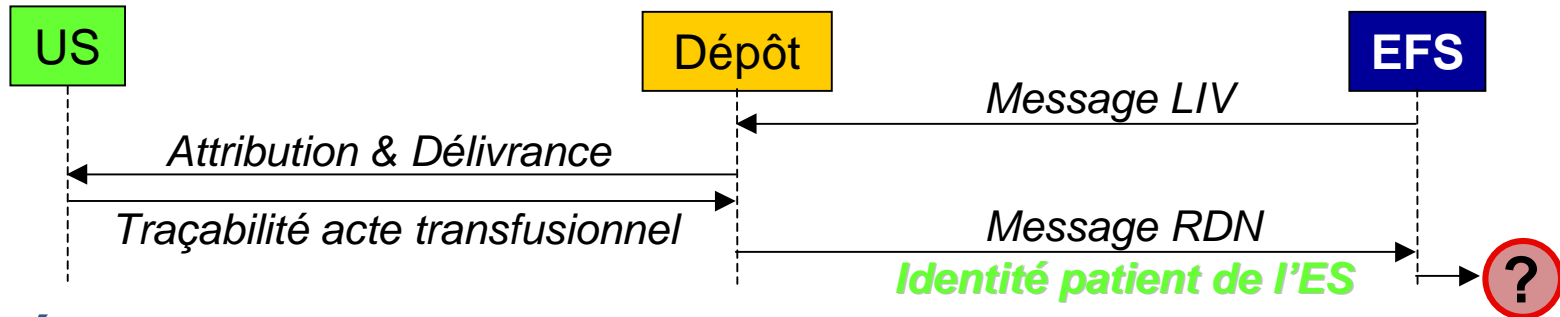 US
Dépôt
EFS
Message LIV
Attribution & Délivrance
Traçabilité acte transfusionnel
Message RDN
Identité patient de l'ES
?